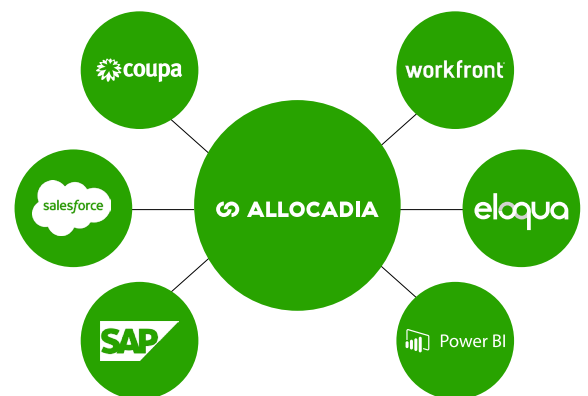 coupa
workfront
salesforce
ALLOCADIA
eloqua
SAP
Power BI